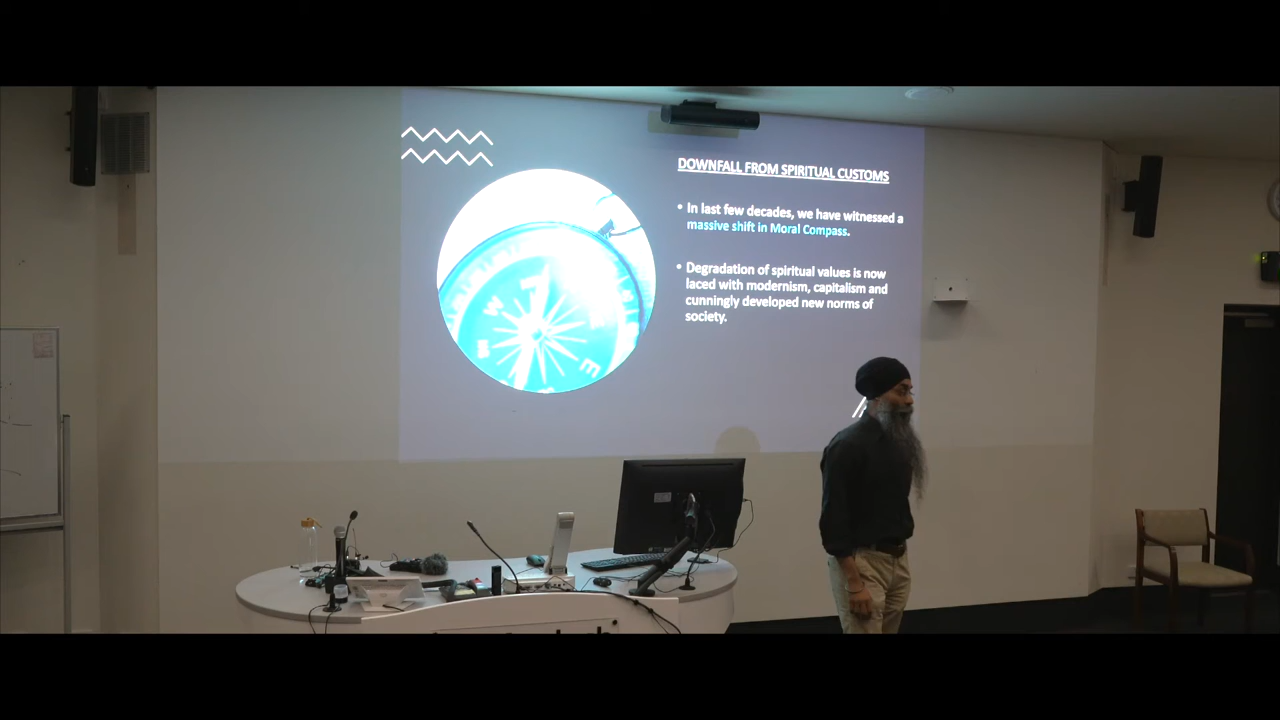 DOWNFALL FROM SPIRITUAL CUSTOMS
• In last few decades, we have witnessed a
massive shift in Moral Compass.
• Degradation of spiritual values is now
laced with modernism, capitalism and
cunningly developed new norms of
society.
W
E